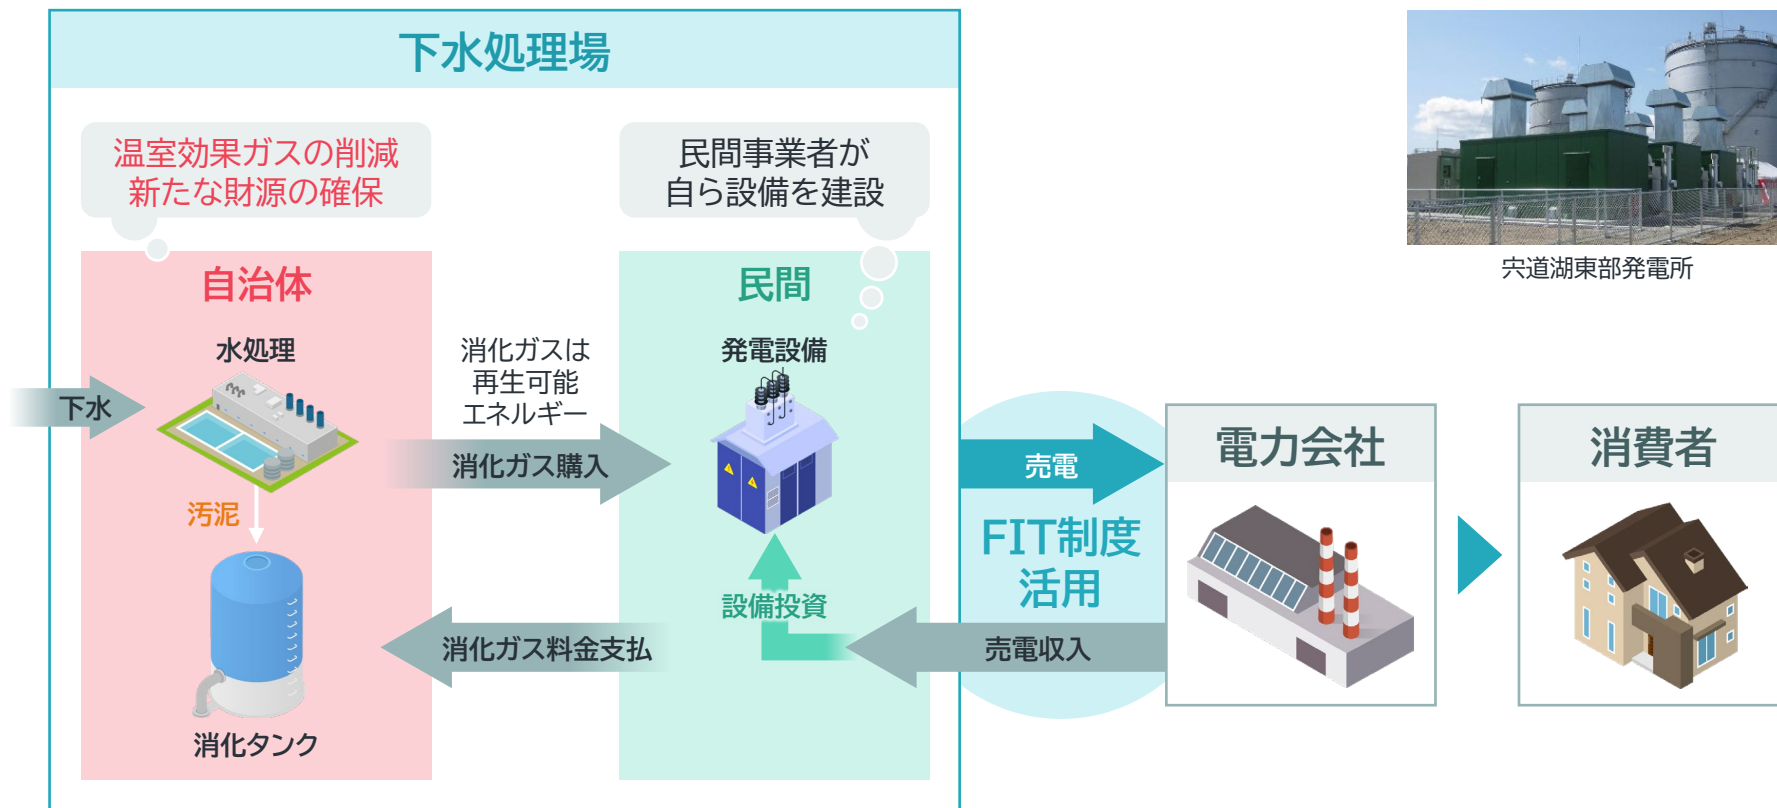 下水処理場
温室効果ガスの削減
新たな財源の確保
民間事業者が
自ら設備を建設
宍道湖東部発電所
自治体
民間
水処理
消化ガスは
再生可能
エネルギー
発電設備
下水
消化ガス購入
売電
電力会社
消費者
汚泥
FIT制度
活用
設備投資
消化ガス料金支払
売電収入
消化タンク